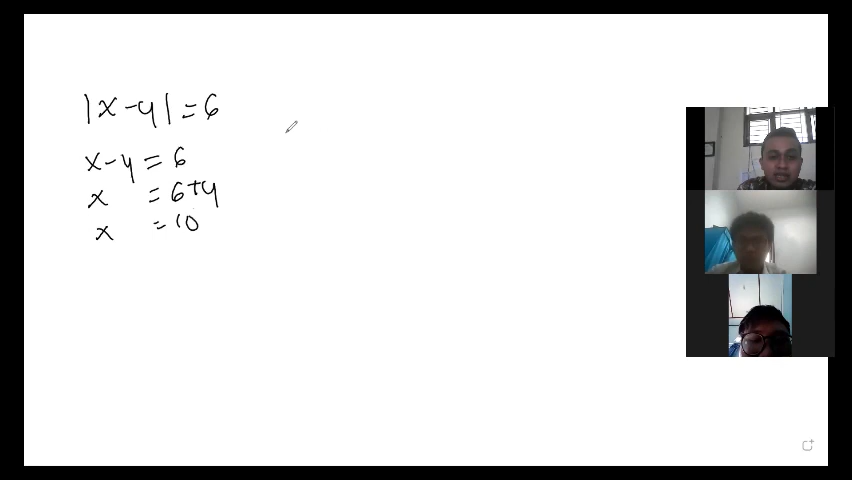 |x-4|=6
x-4=6
x =6+4
x =10